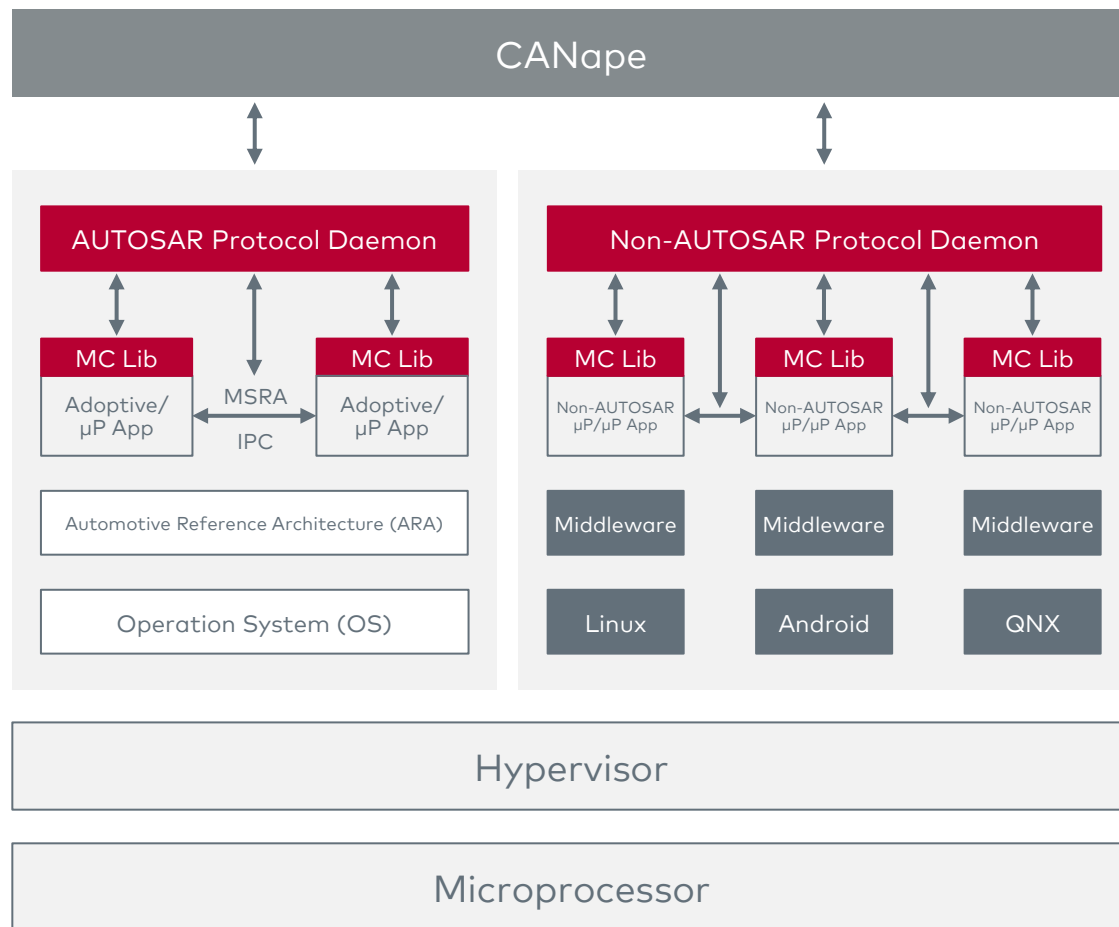 CANape
AUTOSAR Protocol Daemon
MC Lib
MC Lib
Adoptive/
µP App
MSRA
IPC
Adoptive/
µP App
Automotive Reference Architecture (ARA)
Operation System (OS)
Non-AUTOSAR Protocol Daemon
MC Lib
MC Lib
MC Lib
Non-AUTOSAR
µP/µP App
Non-AUTOSAR
µP/µP App
Non-AUTOSAR
µP/µP App
Middleware
Middleware
Middleware
Linux
Android
QNX
Hypervisor
Microprocessor